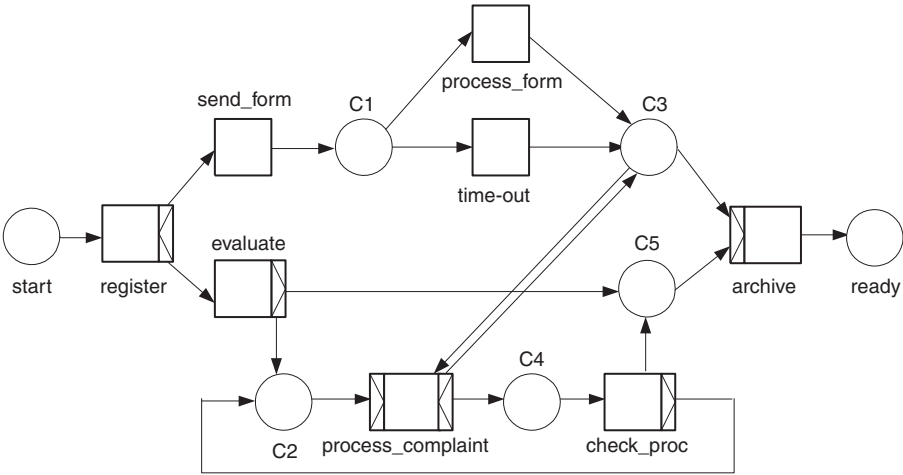 process_form
send_form
C1
C3
time-out
evaluate
C5
start
register
archive
ready
C4
C2
process_complaint
check_proc